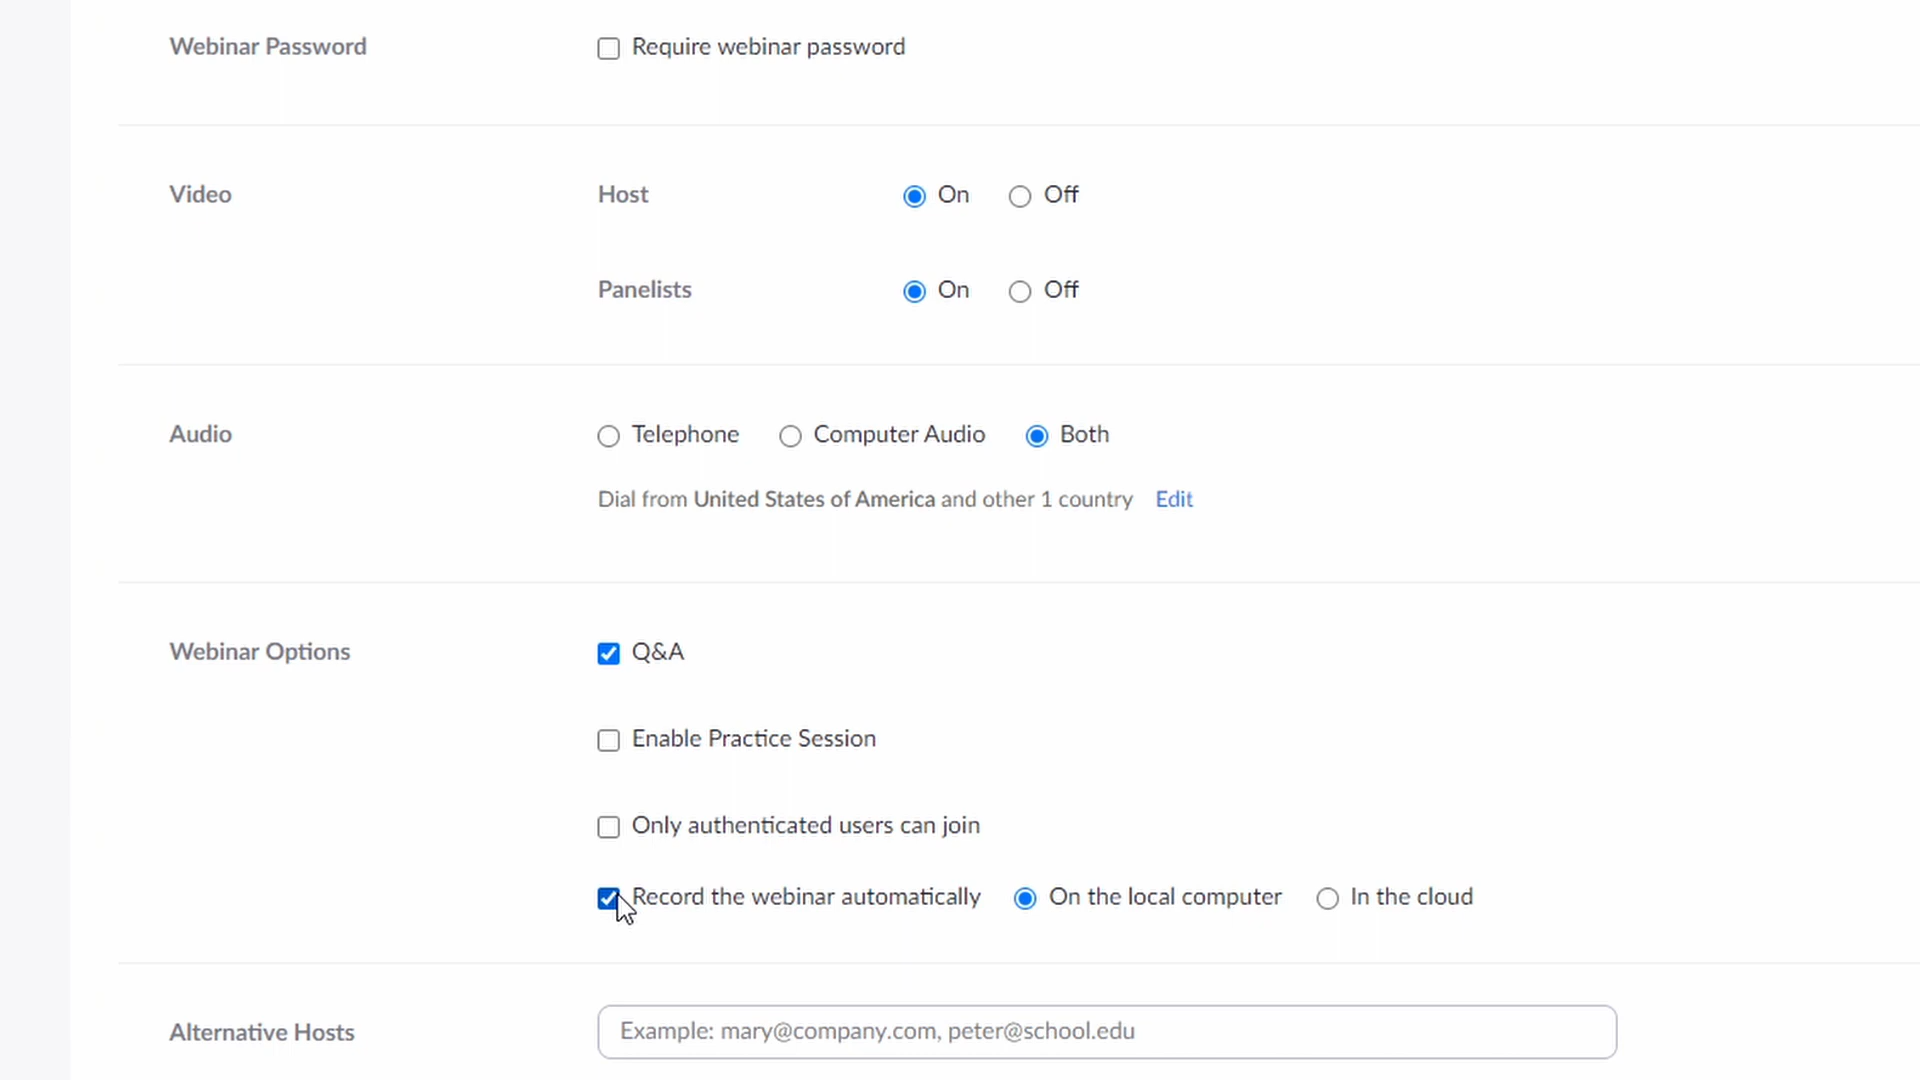 Webinar Password Require webinar password
Video Host On Off
Panelists On Off
Audio Telephone Computer Audio Both
Dial from United States of America and other 1 country Edit
Webinar Options Q&A
Enable Practice Session
Only authenticated users can join
Record the webinar automatically On the local computer In the cloud
Alternative Hosts Example: mary@company.com, peter@school.edu